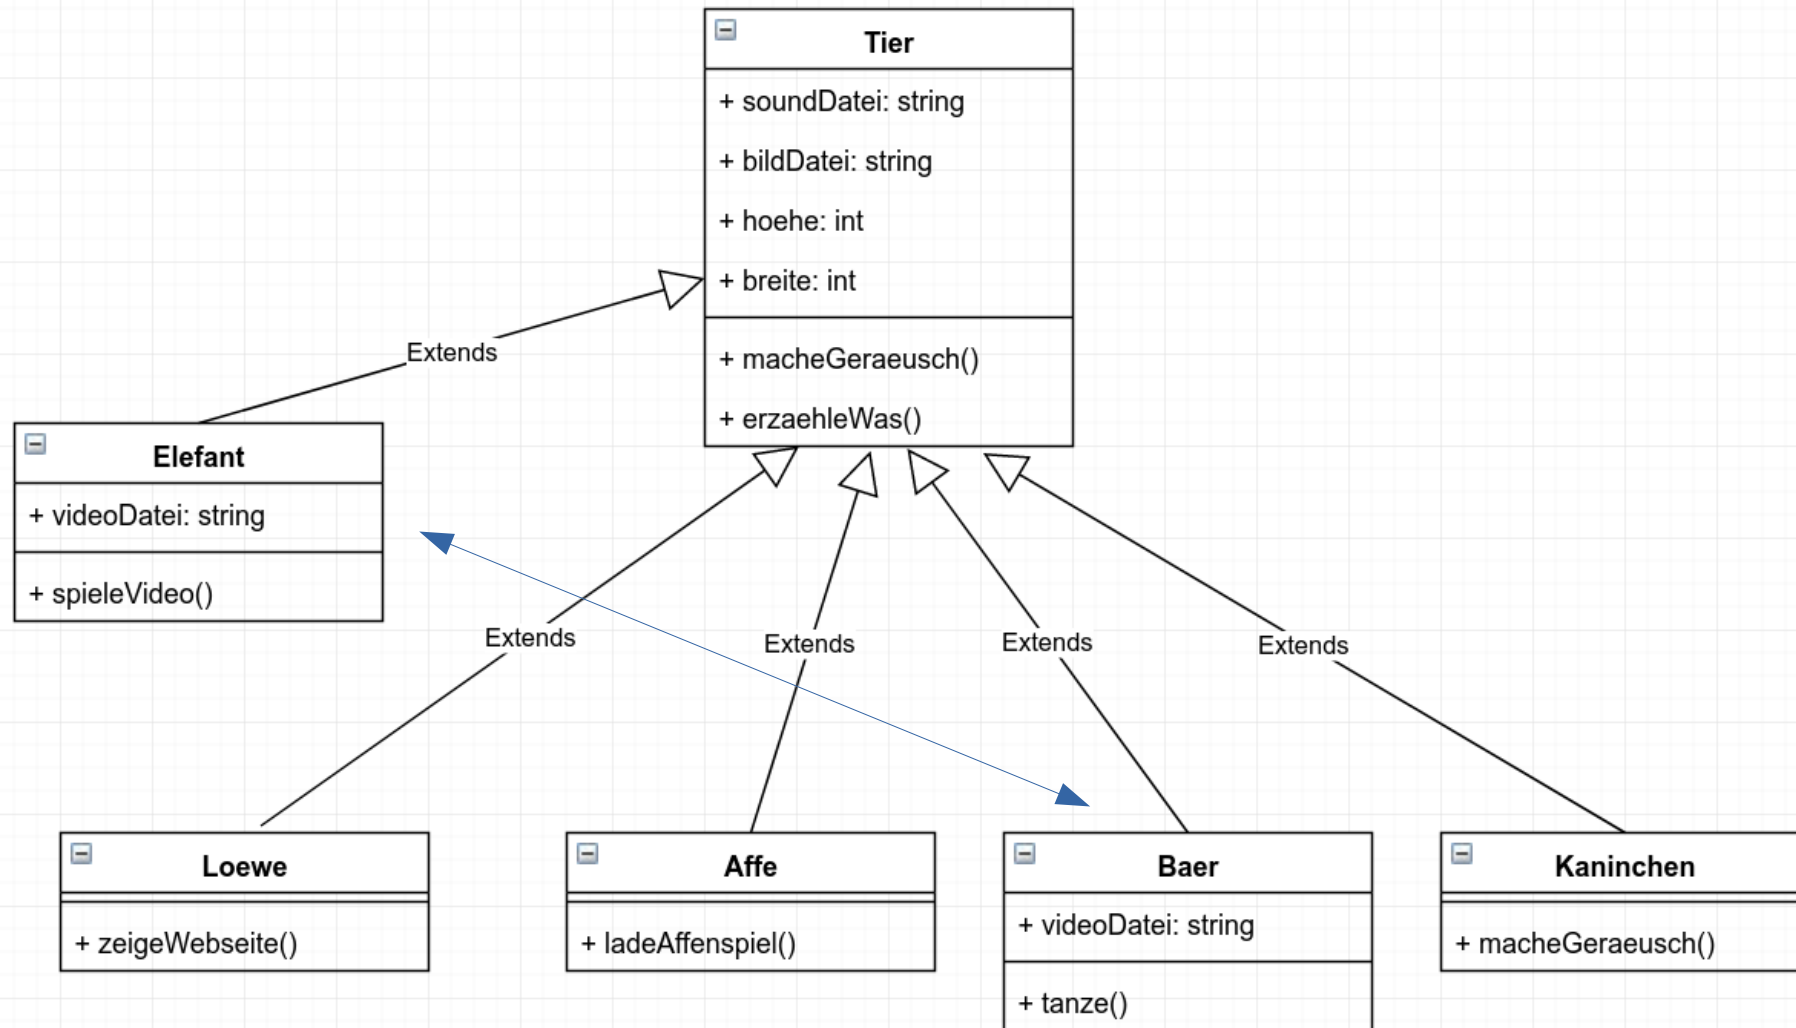 Tier
+ soundDatei: string
+ bildDatei: string
+ hoehe: int
+ breite: int
+ macheGeraeusch()
+ erzaehleWas()
Extends
Elefant
+ videoDatei: string
+ spieleVideo()
Extends
Extends
Extends
Extends
Loewe
+ zeigeWebseite()
Affe
+ ladeAffenspiel()
Baer
+ videoDatei: string
+ tanze()
Kaninchen
+ macheGeraeusch()